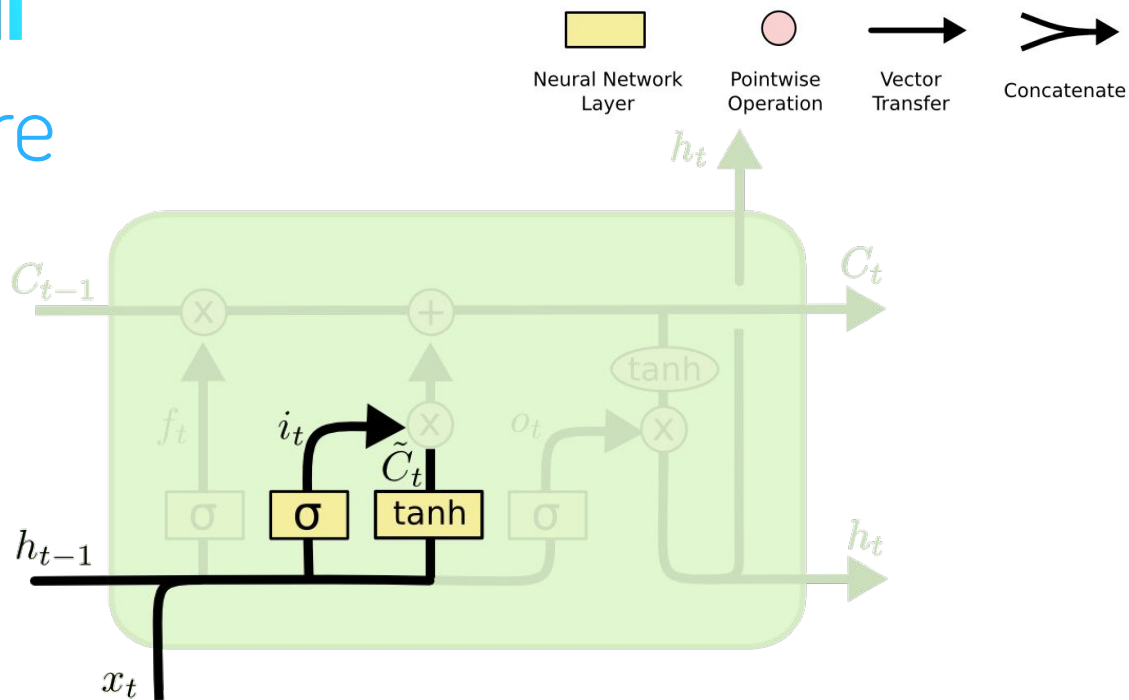 re
Neural Network
Layer
Pointwise
Operation
Vector
Transfer
Concatenate
h_t
C_{t-1}
C_t
x
+
tanh
f_t
i_t
x
o_t
x
C̃_t
σ
σ
tanh
σ
h_{t-1}
h_t
x_t